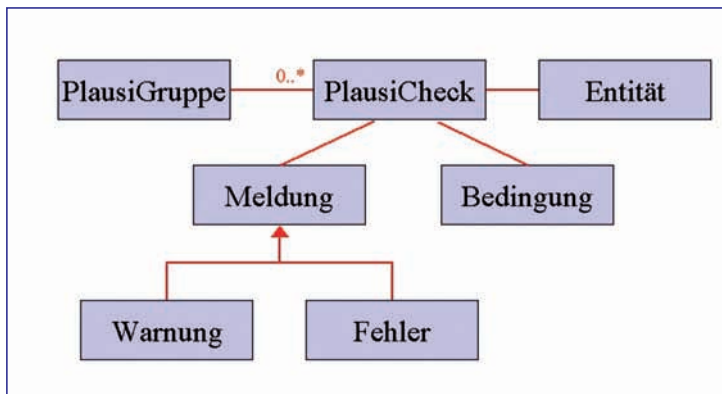 0..*
PlausiGruppe PlausiCheck Entität
Meldung Bedingung
Warnung Fehler